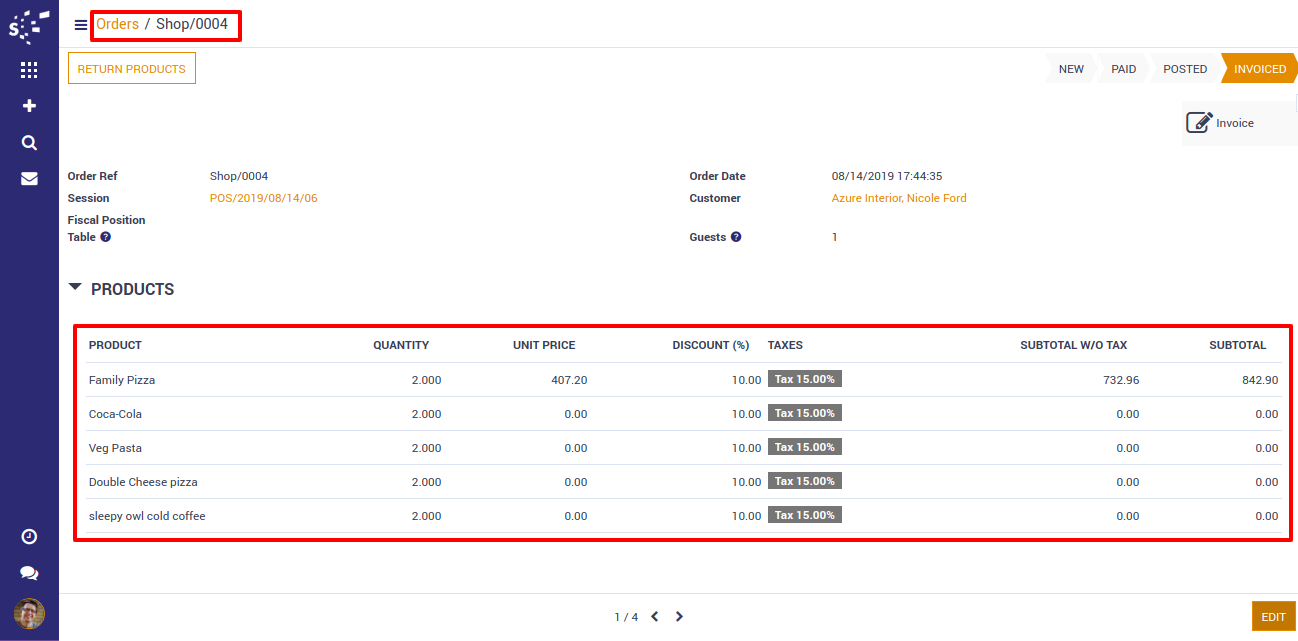 S
Orders / Shop/0004
RETURN PRODUCTS
NEW PAID POSTED INVOICED
Invoice
Order Ref Shop/0004 Order Date 08/14/2019 17:44:35
Session POS/2019/08/14/06 Customer Azure Interior, Nicole Ford
Fiscal Position
Table ? Guests ? 1
PRODUCTS
PRODUCT QUANTITY UNIT PRICE DISCOUNT (%) TAXES SUBTOTAL W/O TAX SUBTOTAL
Family Pizza 2.000 407.20 10.00 Tax 15.00% 732.96 842.90
Coca-Cola 2.000 0.00 10.00 Tax 15.00% 0.00 0.00
Veg Pasta 2.000 0.00 10.00 Tax 15.00% 0.00 0.00
Double Cheese pizza 2.000 0.00 10.00 Tax 15.00% 0.00 0.00
sleepy owl cold coffee 2.000 0.00 10.00 Tax 15.00% 0.00 0.00
1 / 4
EDIT